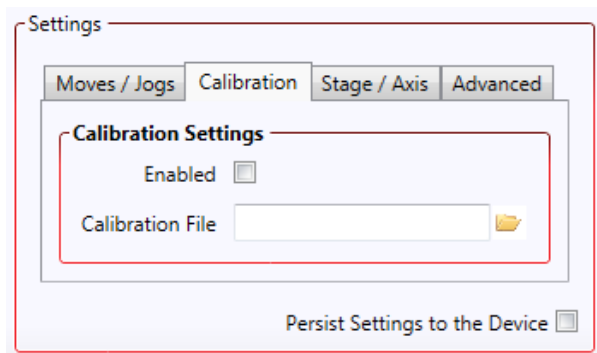 Settings
Moves / Jogs Calibration Stage / Axis Advanced
Calibration Settings
Enabled
Calibration File
Persist Settings to the Device